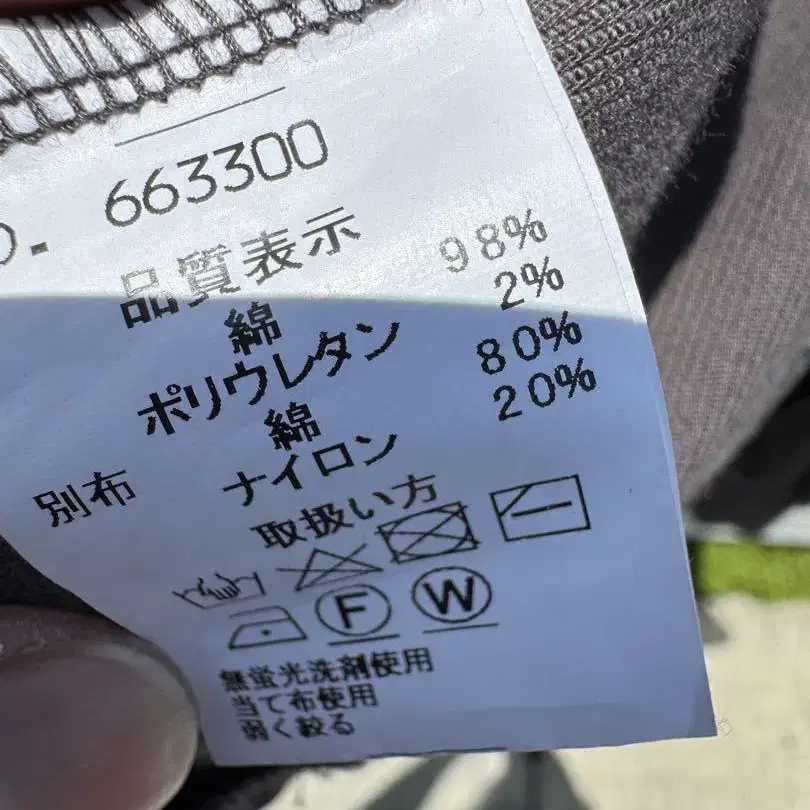 . 663300
品質表示
綿 98%
ポリウレタン 2%
綿 80%
別布 ナイロン 20%
取扱い方
F W
無蛍光洗剤使用
当て布使用
弱く絞る